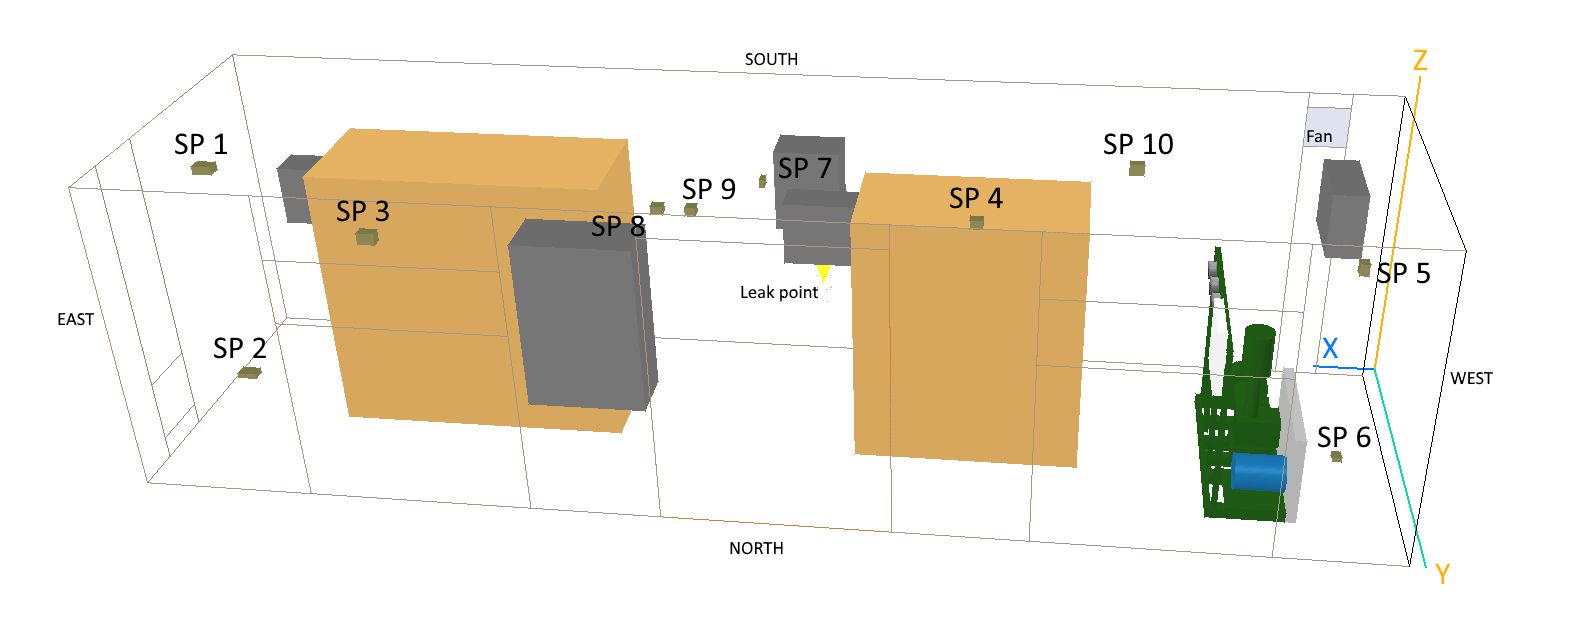 SOUTH
Z
SP 1
Fan
SP 10
SP 7
SP 9
SP 4
SP 3
SP 8
SP 5
Leak point
EAST
SP 2
X
WEST
SP 6
NORTH
Y